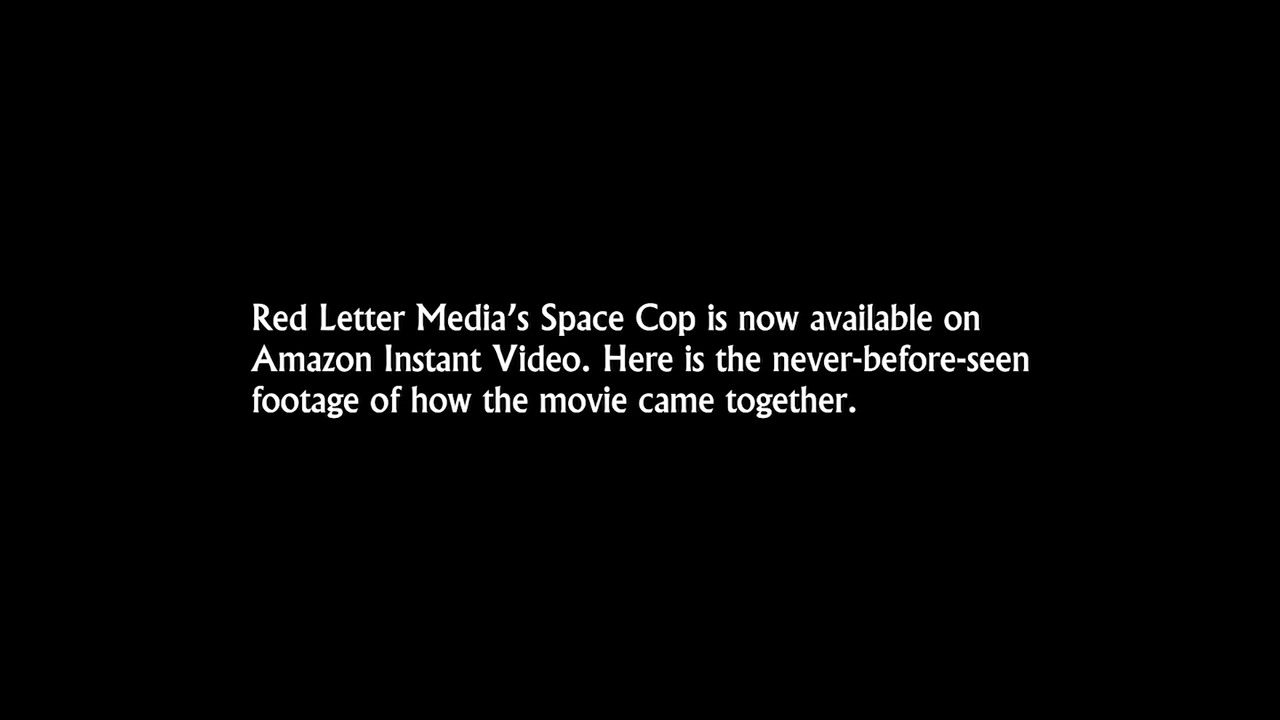 Red Letter Media’s Space Cop is now available on
Amazon Instant Video. Here is the never-before-seen
footage of how the movie came together.